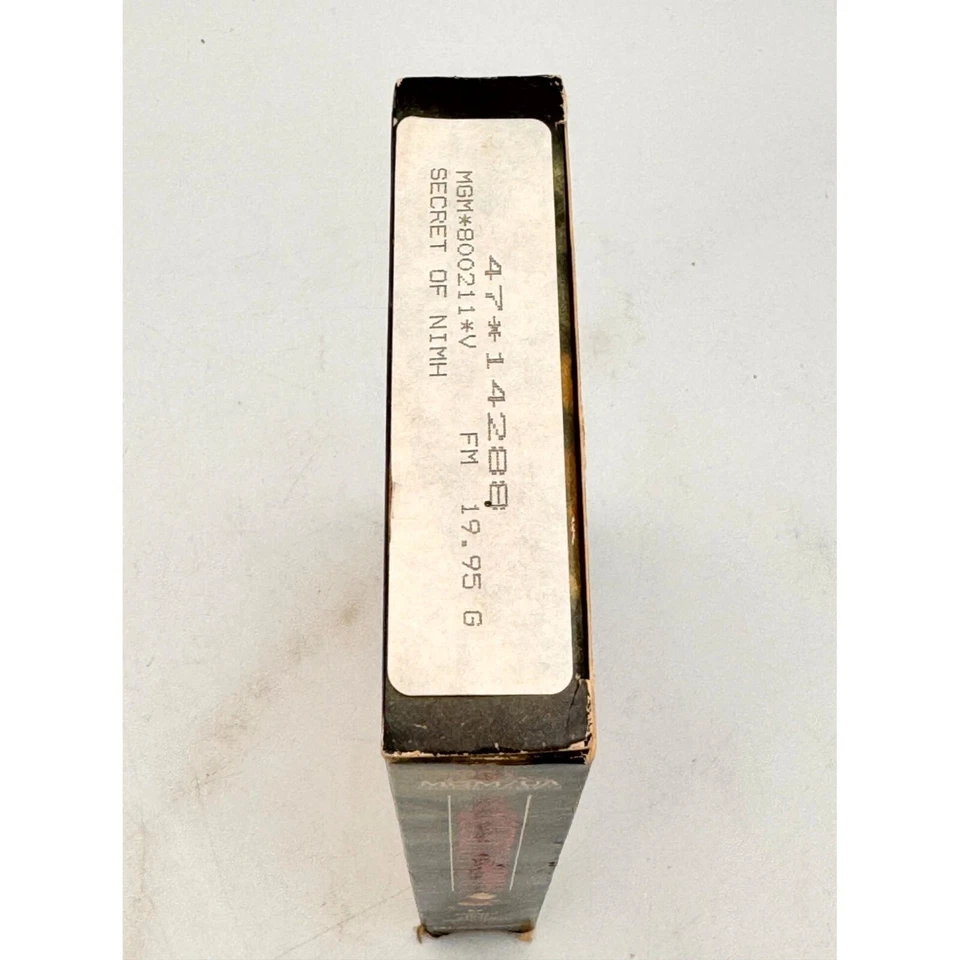 47*14288
MGM*800211*V FM 19.95 G
SECRET OF NIMH